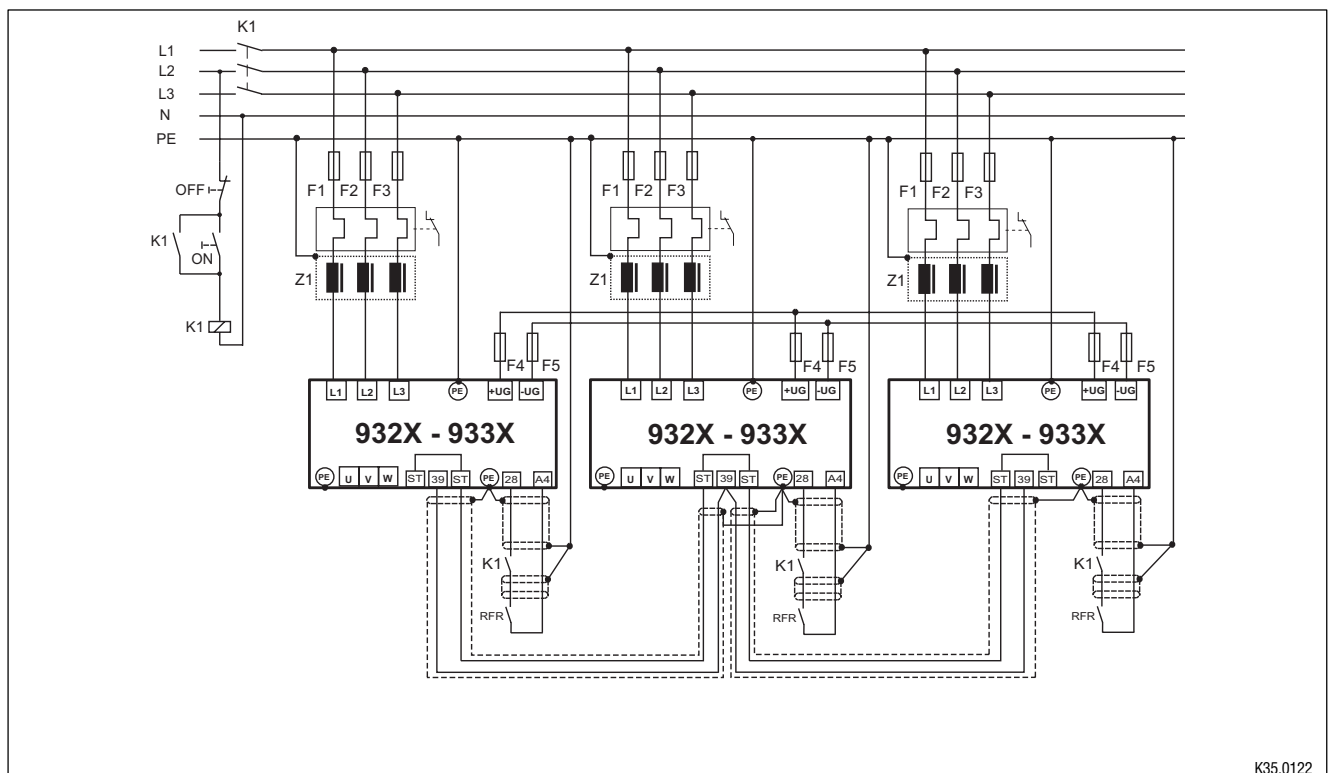 K1
L1
L2
L3
N
PE
OFF
K1
ON
K1
F1 F2 F3
Z1
F1 F2 F3
Z1
F1 F2 F3
Z1
F4 F5
F4 F5
F4 F5
L1 L2 L3 PE +UG -UG
932X - 933X
PE U V W ST 39 ST PE 28 A4
L1 L2 L3 PE +UG -UG
932X - 933X
PE U V W ST 39 ST PE 28 A4
L1 L2 L3 PE +UG -UG
932X - 933X
PE U V W ST 39 ST PE 28 A4
K1
RFR
K1
RFR
K1
RFR
K35.0122